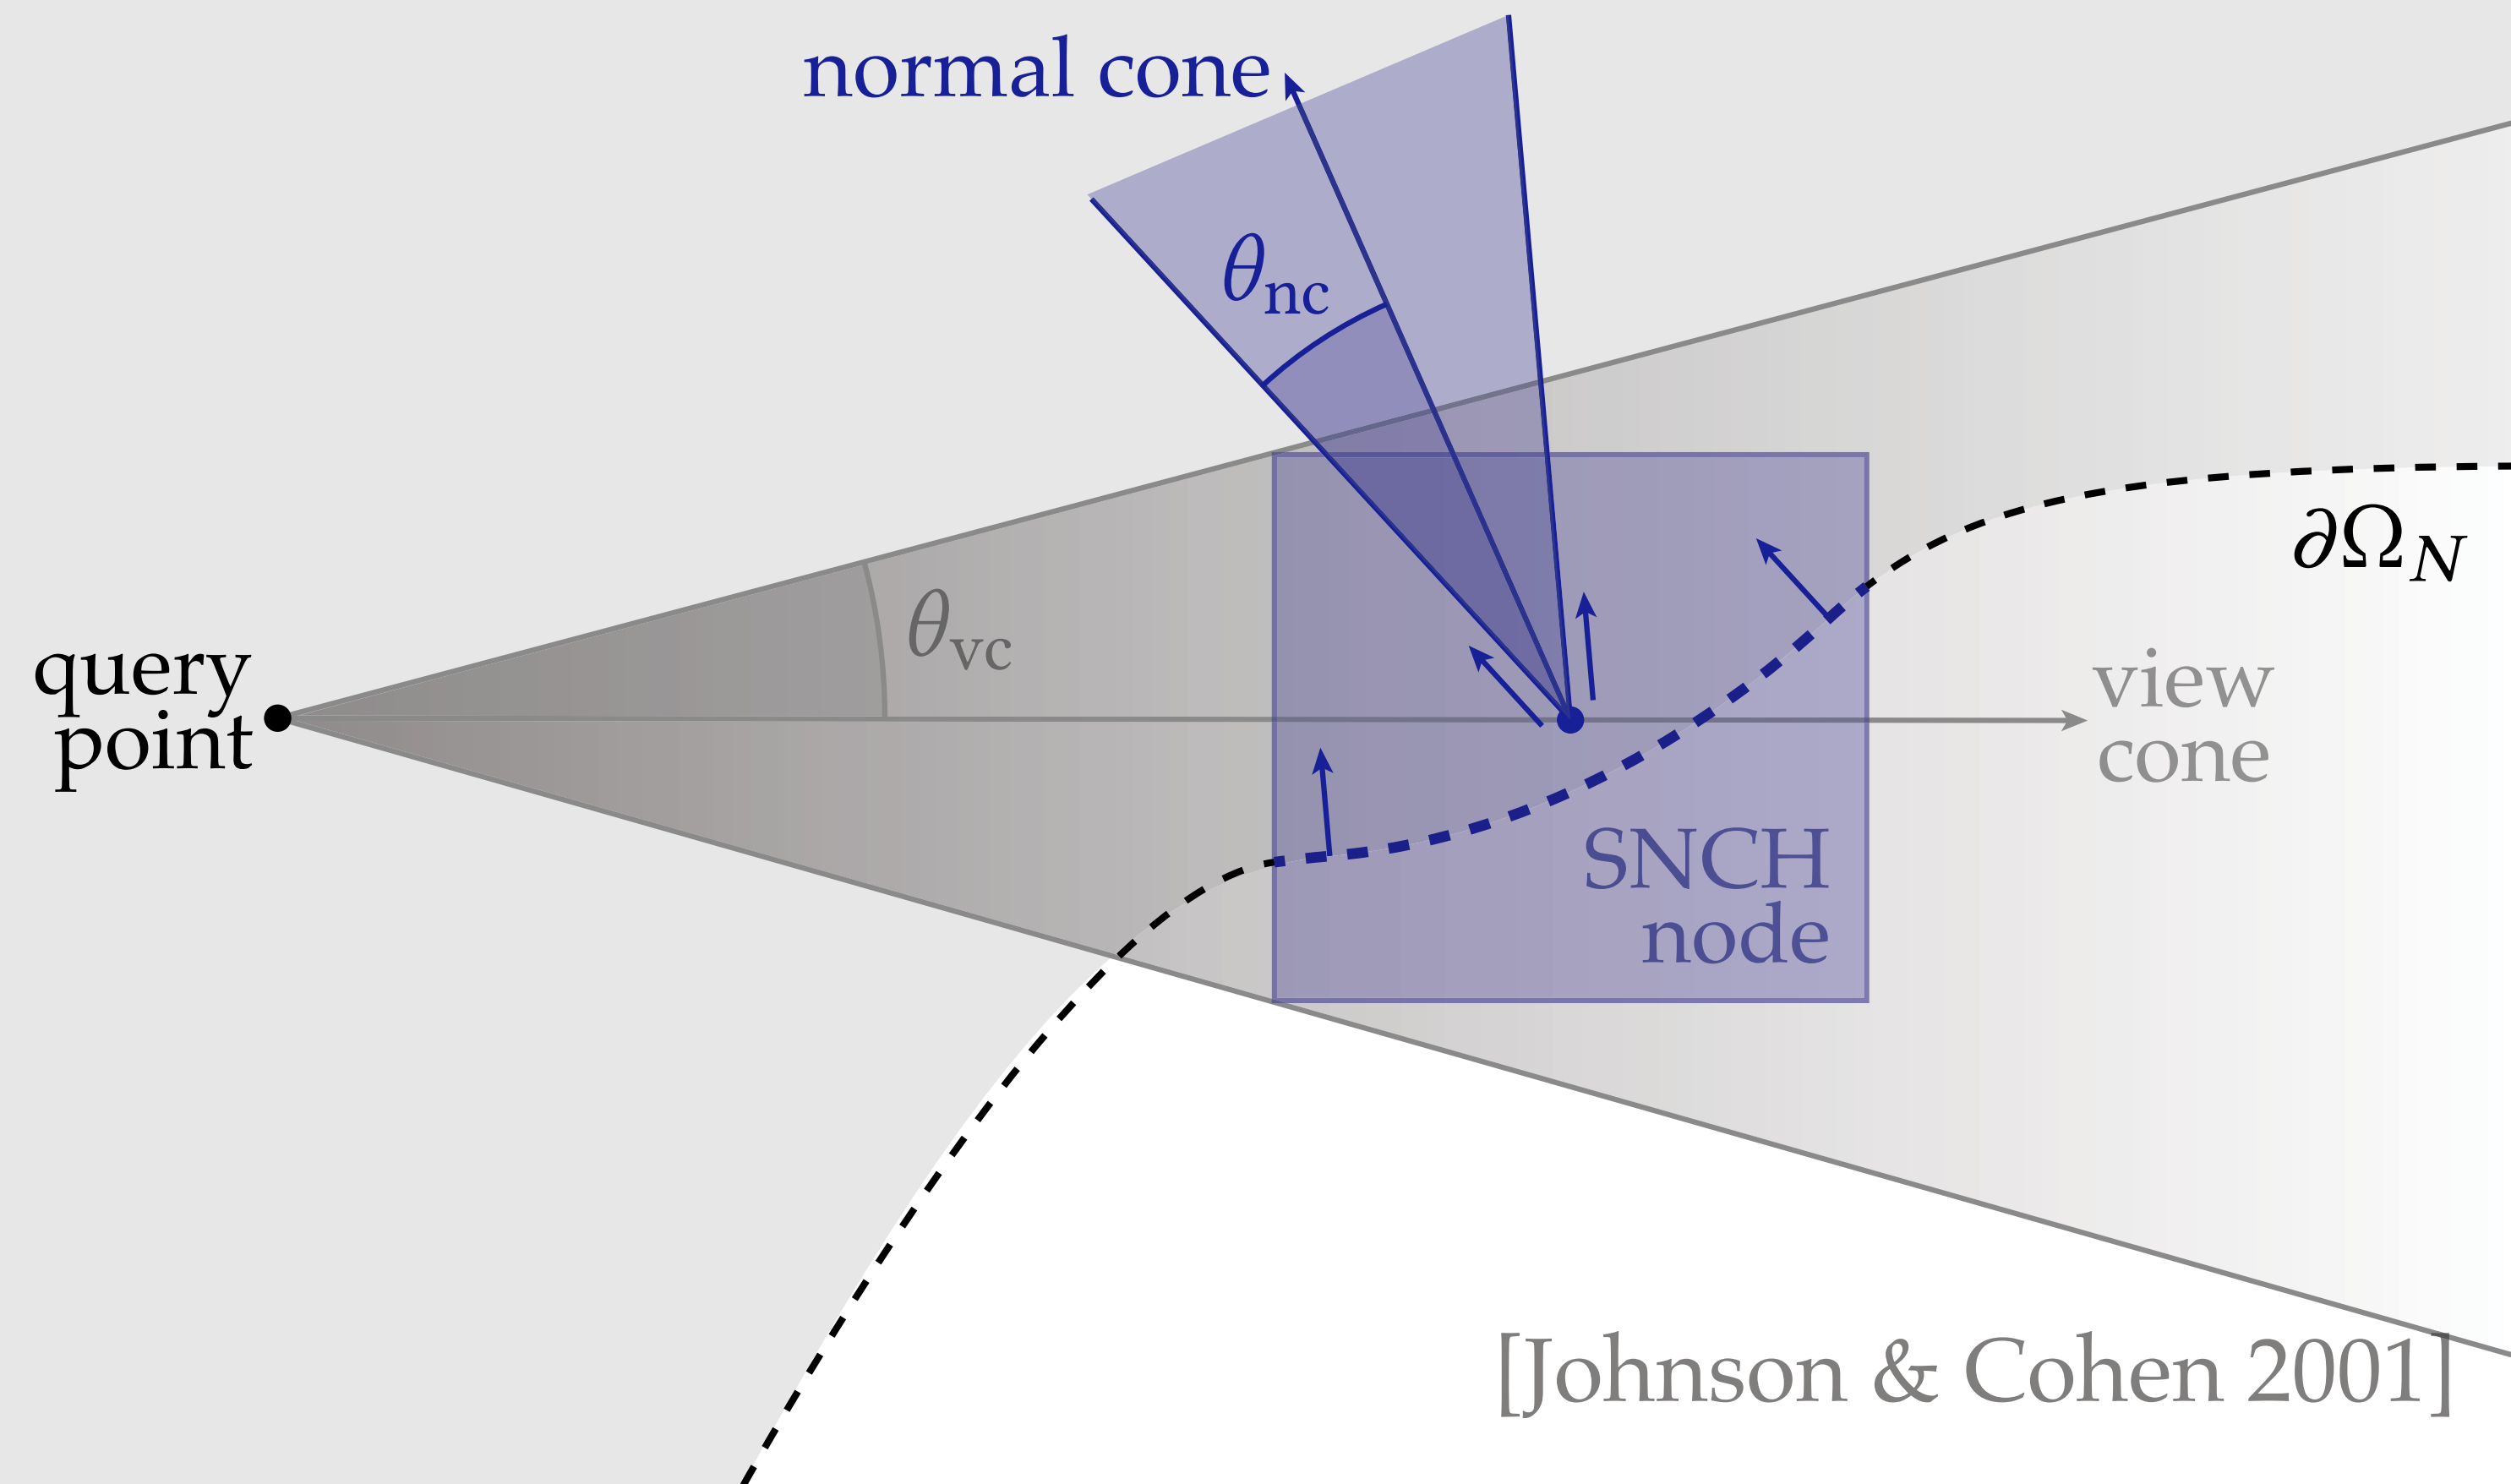 normal cone
θnc
∂ΩN
θvc
query
point
view
cone
SNCH
node
[Johnson & Cohen 2001]